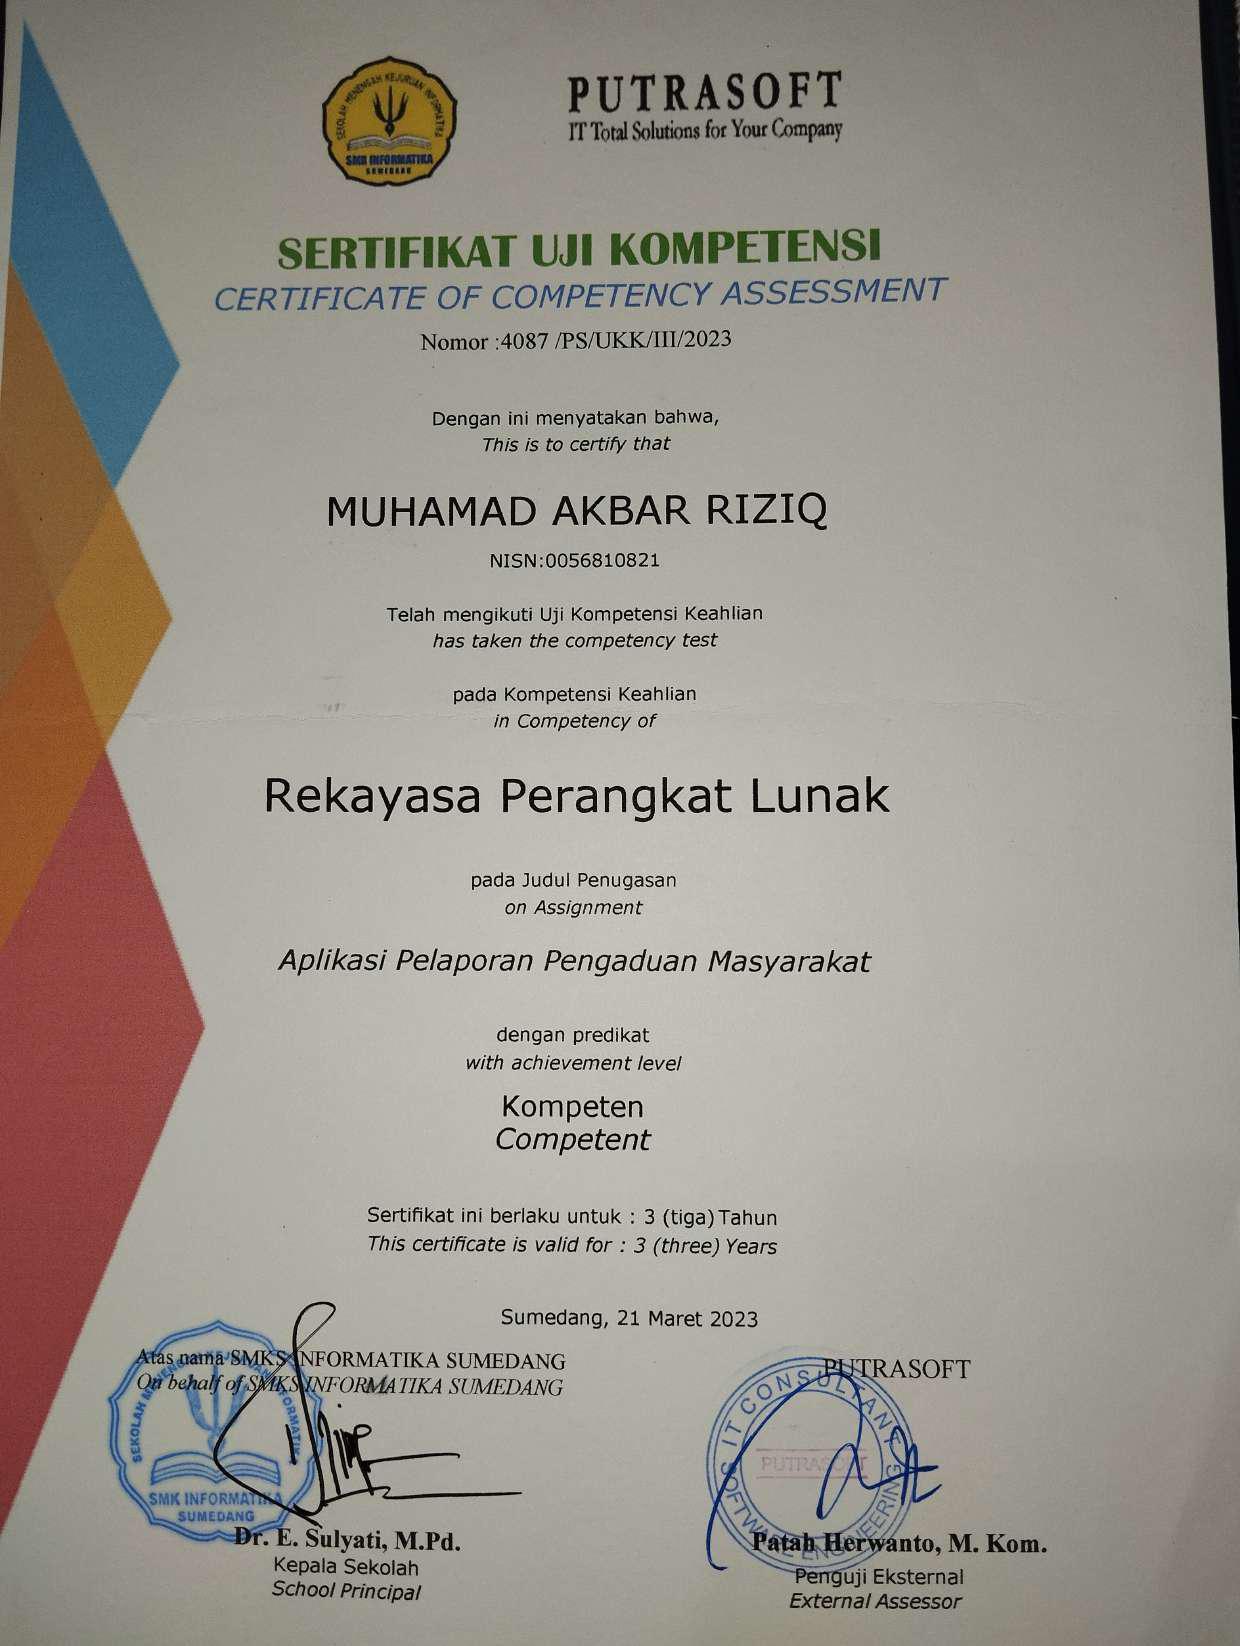 SEKOLAH MENENGAH KEJURUAN INFORMATIKA
SMK INFORMATIKA
SUMEDANG
PUTRASOFT
IT Total Solutions for Your Company
SERTIFIKAT UJI KOMPETENSI
CERTIFICATE OF COMPETENCY ASSESSMENT
Nomor :4087 /PS/UKK/III/2023
Dengan ini menyatakan bahwa,
This is to certify that
MUHAMAD AKBAR RIZIQ
NISN:0056810821
Telah mengikuti Uji Kompetensi Keahlian
has taken the competency test
pada Kompetensi Keahlian
in Competency of
Rekayasa Perangkat Lunak
pada Judul Penugasan
on Assignment
Aplikasi Pelaporan Pengaduan Masyarakat
dengan predikat
with achievement level
Kompeten
Competent
Sertifikat ini berlaku untuk : 3 (tiga) Tahun
This certificate is valid for : 3 (three) Years
Sumedang, 21 Maret 2023
Atas nama SMKS INFORMATIKA SUMEDANG
On behalf of SMKS INFORMATIKA SUMEDANG
SEKOLAH MENENGAH KEJURUAN INFORMATIKA
SMK INFORMATIKA
SUMEDANG
Dr. E. Sulyati, M.Pd.
Kepala Sekolah
School Principal
PUTRASOFT
IT CONSULTANT
PUTRASOFT
SOFTWARE ENGINEERING
Patah Herwanto, M. Kom.
Penguji Eksternal
External Assessor